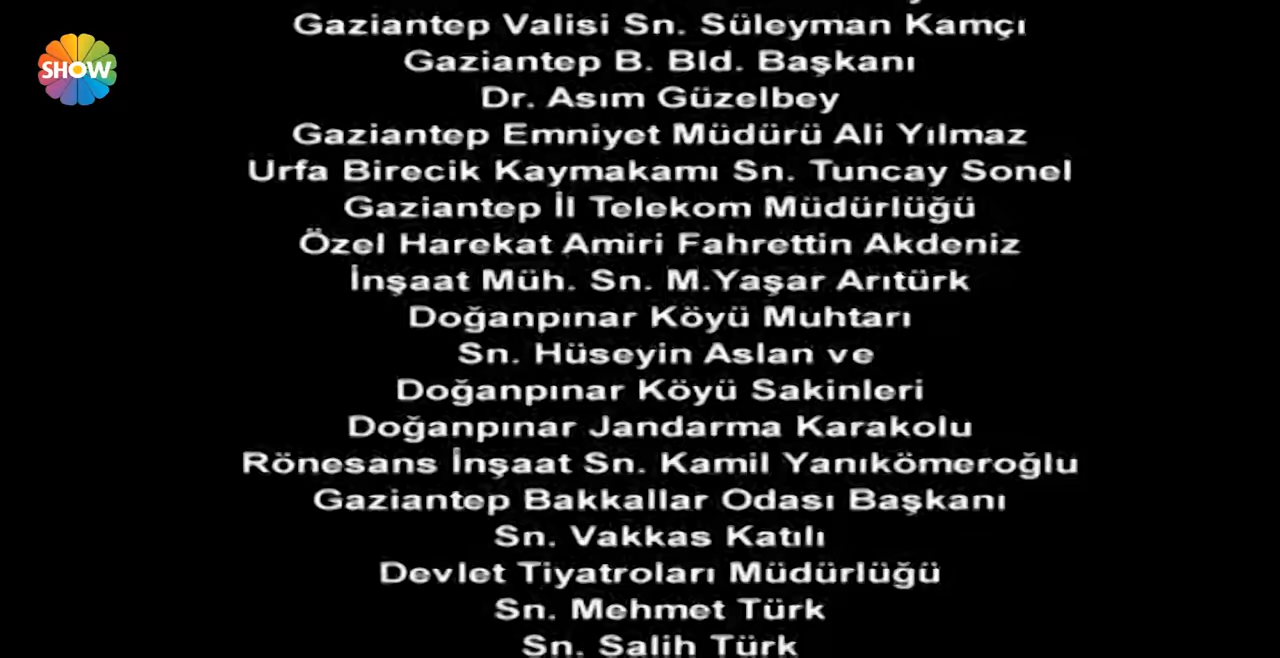 Gaziantep Valisi Sn. Süleyman Kamçı
SHOW
Gaziantep B. Bld. Başkanı
Dr. Asım Güzelbey
Gaziantep Emniyet Müdürü Ali Yılmaz
Urfa Birecik Kaymakamı Sn. Tuncay Sonel
Gaziantep İl Telekom Müdürlüğü
Özel Harekat Amiri Fahrettin Akdeniz
İnşaat Müh. Sn. M.Yaşar Arıtürk
Doğanpınar Köyü Muhtarı
Sn. Hüseyin Aslan ve
Doğanpınar Köyü Sakinleri
Doğanpınar Jandarma Karakolu
Rönesans İnşaat Sn. Kamil Yanıkömeroğlu
Gaziantep Bakkallar Odası Başkanı
Sn. Vakkas Katılı
Devlet Tiyatroları Müdürlüğü
Sn. Mehmet Türk
Sn. Salih Türk